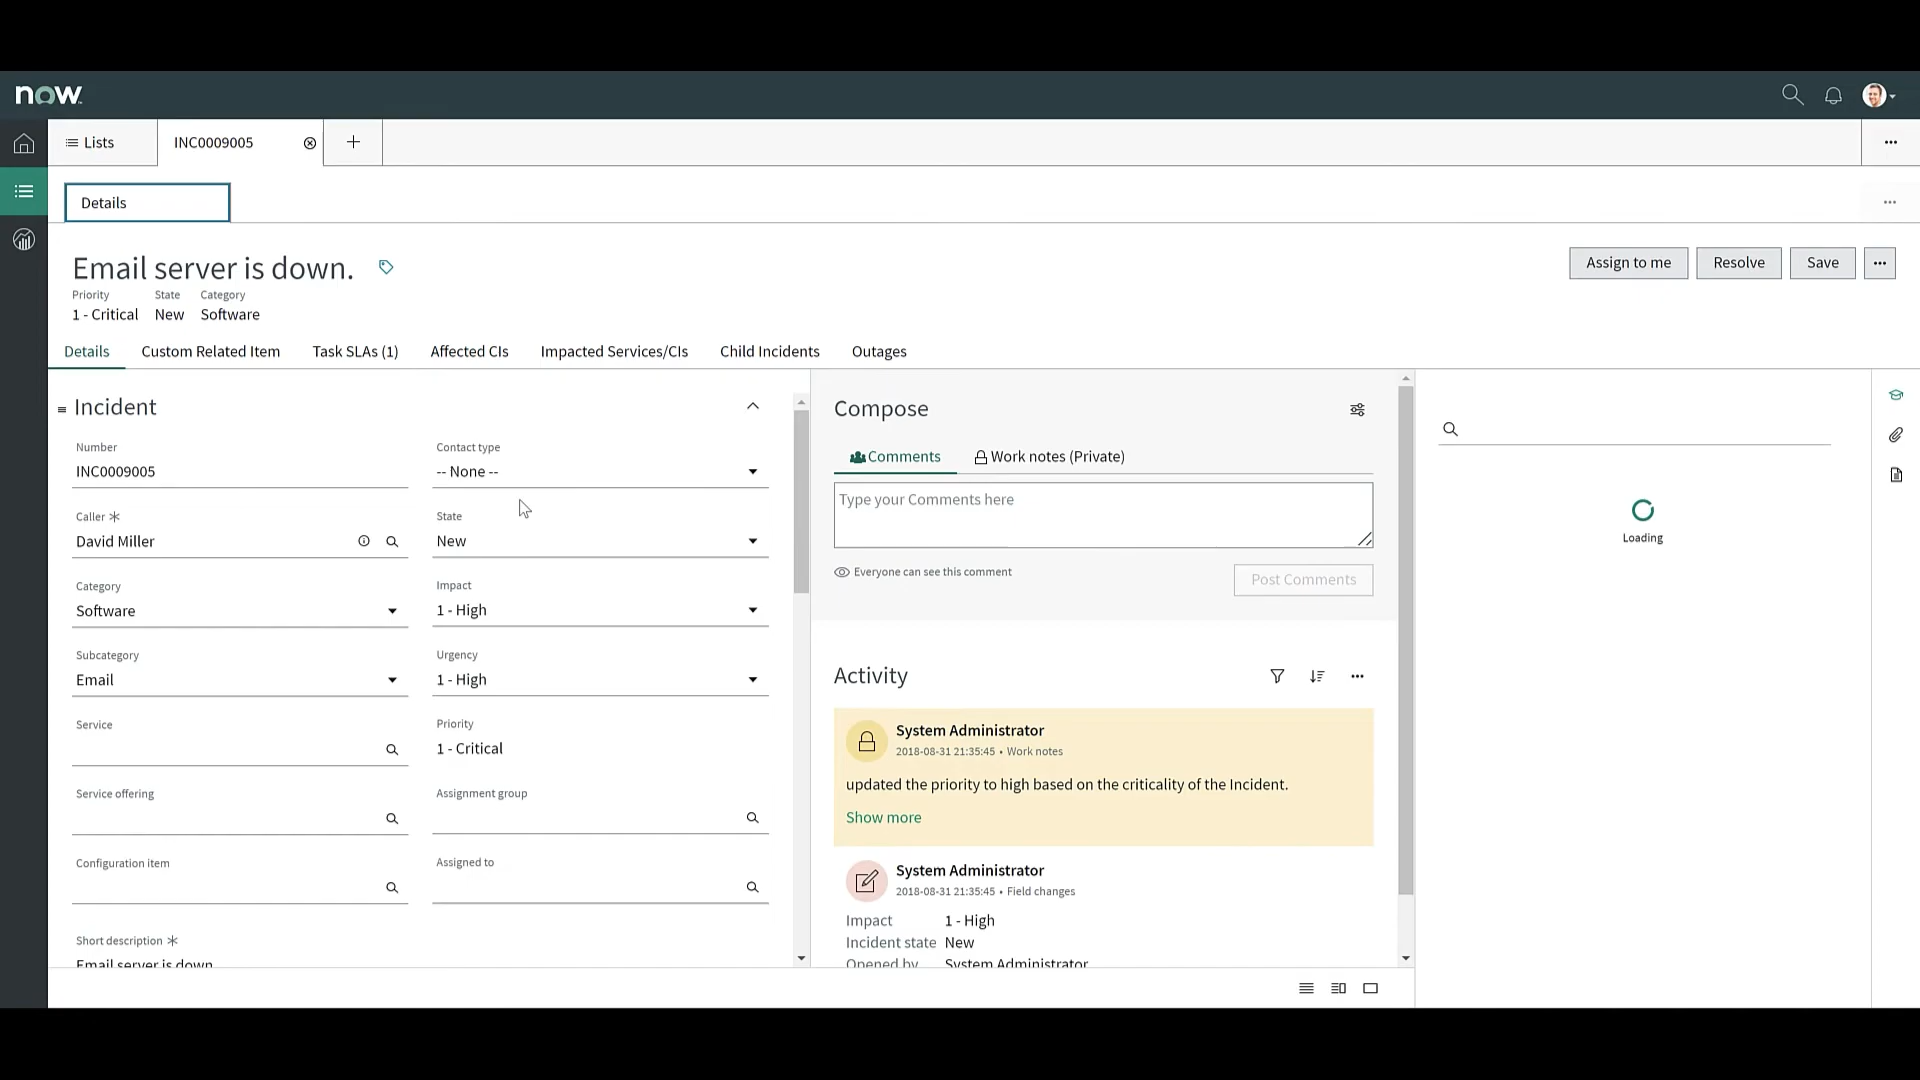 now
Lists
INC0009005
Details
Email server is down.
Assign to me
Resolve
Save
Priority
State
Category
1 - Critical
New
Software
Details
Custom Related Item
Task SLAs (1)
Affected CIs
Impacted Services/CIs
Child Incidents
Outages
Incident
Number
INC0009005
Contact type
-- None --
Caller
David Miller
State
New
Category
Software
Impact
1 - High
Subcategory
Email
Urgency
1 - High
Service
Priority
1 - Critical
Service offering
Assignment group
Configuration item
Assigned to
Short description
Email server is down.
Compose
Comments
Work notes (Private)
Type your Comments here
Everyone can see this comment
Post Comments
Activity
System Administrator
2018-08-31 21:35:45 • Work notes
updated the priority to high based on the criticality of the Incident.
Show more
System Administrator
2018-08-31 21:35:45 • Field changes
Impact 1 - High
Incident state New
Opened by System Administrator
Loading